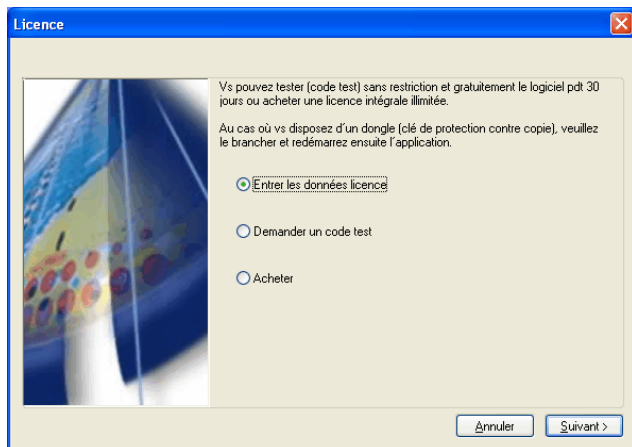 Licence
Vs pouvez tester (code test) sans restriction et gratuitement le logiciel pdt 30
jours ou acheter une licence intégrale illimitée.
Au cas où vs disposez d´un dongle (clé de protection contre copie), veuillez
le brancher et redémarrez ensuite l´application.
Entrer les données licence
Demander un code test
Acheter
Annuler
Suivant >